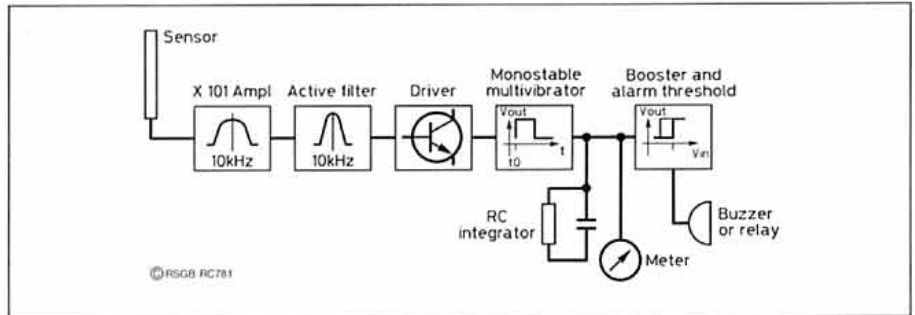 Sensor
X 101 Ampl
10kHz
Active filter
10kHz
Driver
Monostable
multivibrator
Vout
t0
t
Booster and
alarm threshold
Vout
Vin
RC
integrator
Meter
Buzzer
or relay
©RSGB RC781